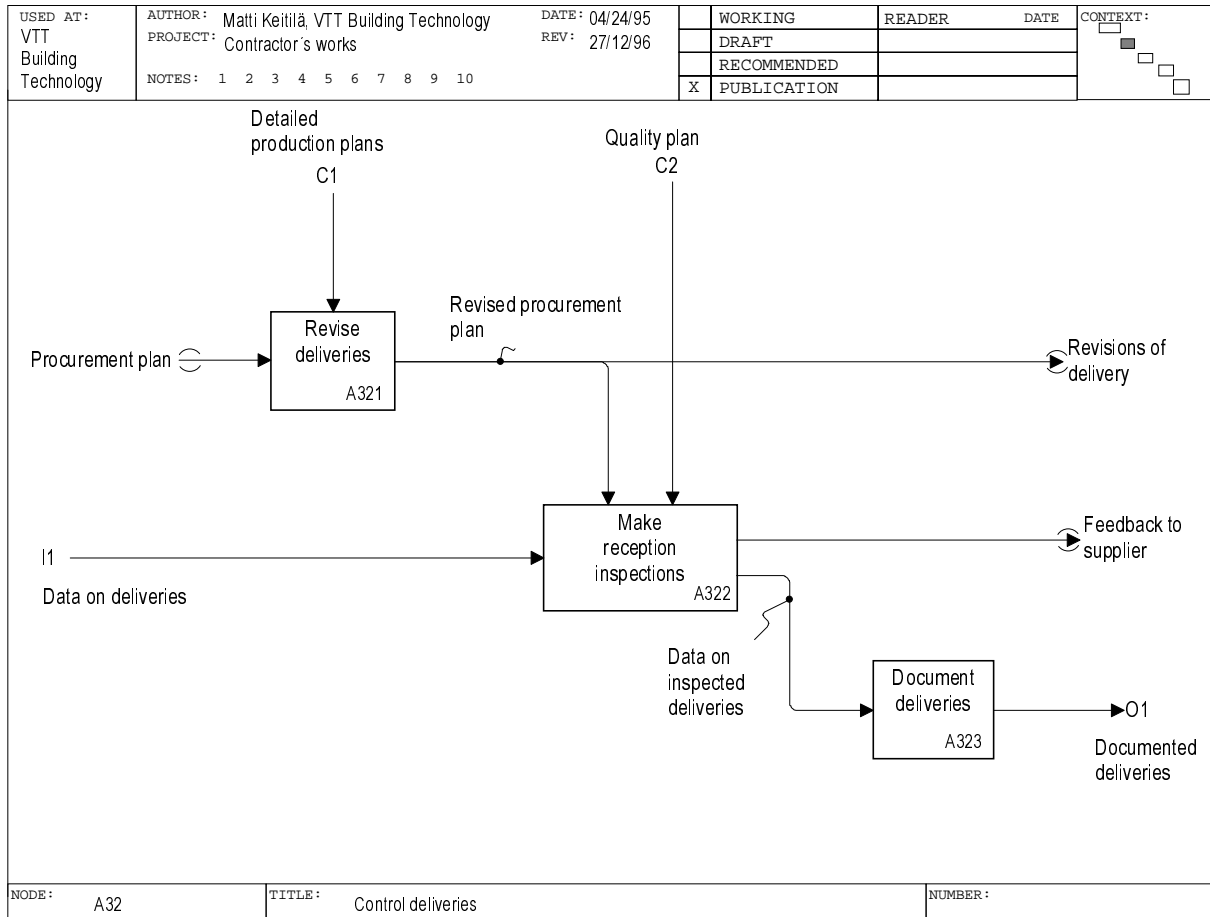 USED AT:
VTT
Building
Technology
AUTHOR: Matti Keitilä, VTT Building Technology
PROJECT: Contractor´s works
NOTES: 1 2 3 4 5 6 7 8 9 10
DATE: 04/24/95
REV: 27/12/96
WORKING
DRAFT
RECOMMENDED
X PUBLICATION
READER DATE
CONTEXT:
Detailed
production plans
C1
Quality plan
C2
Revised procurement
plan
Revise
deliveries
A321
Procurement plan
Revisions of
delivery
Make
reception
inspections
A322
Feedback to
supplier
I1
Data on deliveries
Data on
inspected
deliveries
Document
deliveries
A323
O1
Documented
deliveries
NODE: A32
TITLE: Control deliveries
NUMBER: